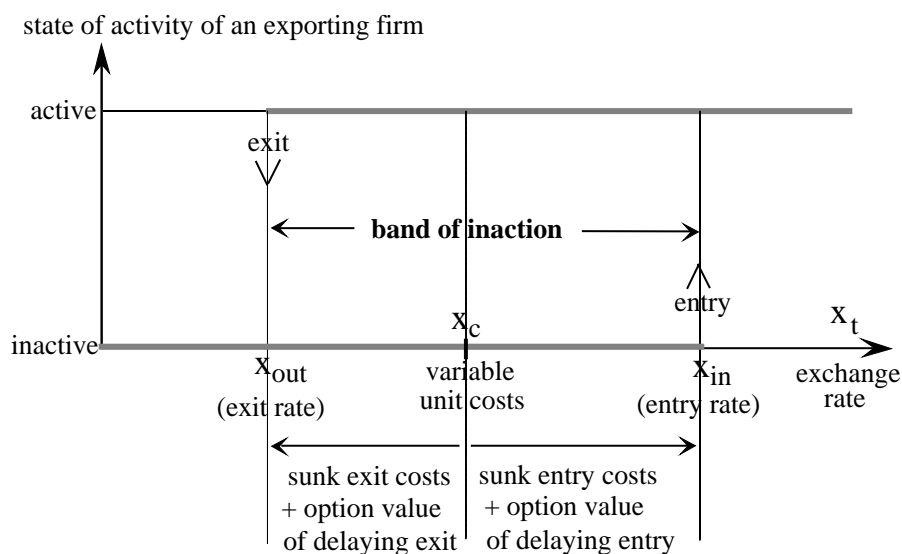 state of activity of an exporting firm
active
exit
band of inaction
entry
inactive
x_out
(exit rate)
x_c
variable
unit costs
x_in
(entry rate)
x_t
exchange
rate
sunk exit costs
+ option value
of delaying exit
sunk entry costs
+ option value
of delaying entry